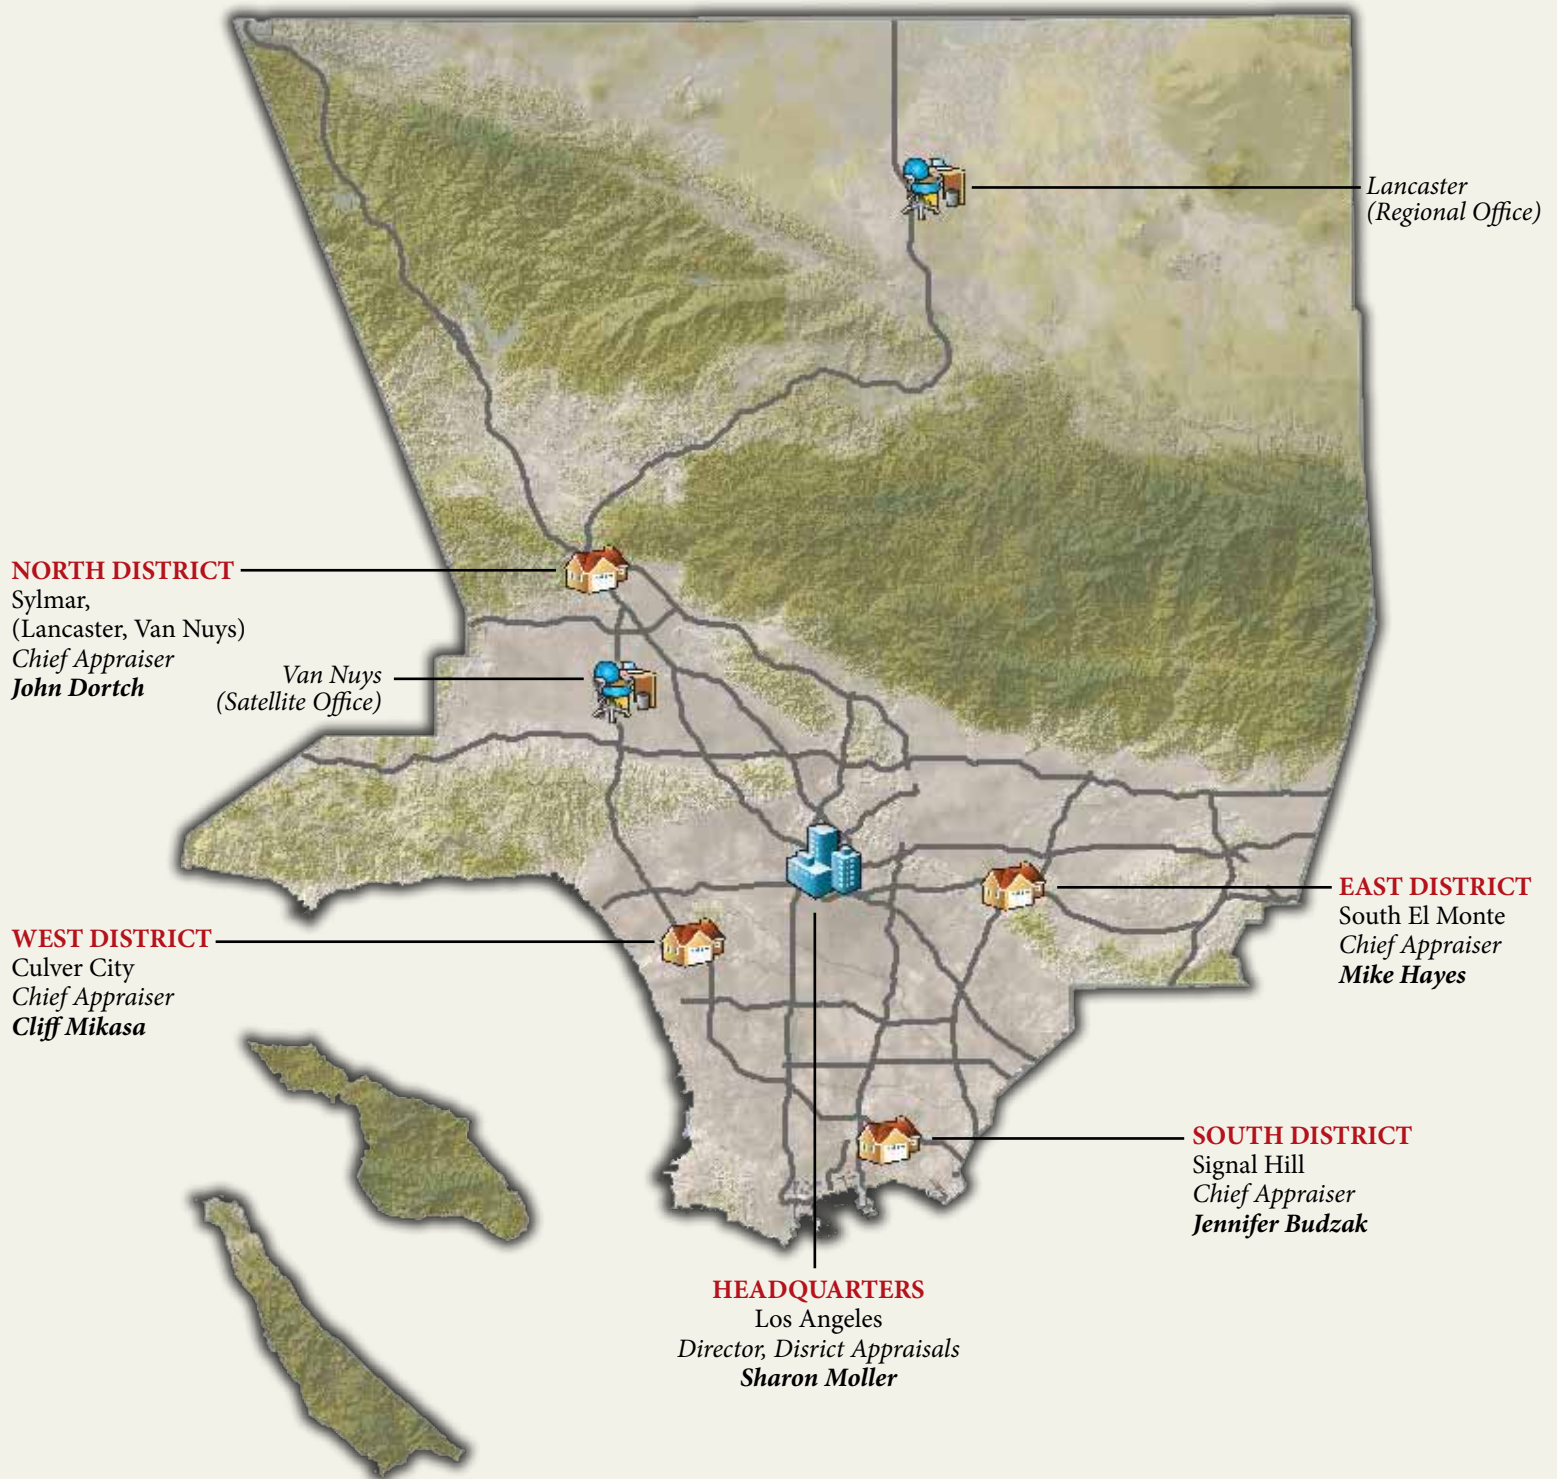 Lancaster
(Regional Office)
NORTH DISTRICT
Sylmar,
(Lancaster, Van Nuys)
Chief Appraiser
John Dortch
Van Nuys
(Satellite Office)
EAST DISTRICT
South El Monte
Chief Appraiser
Mike Hayes
WEST DISTRICT
Culver City
Chief Appraiser
Cliff Mikasa
SOUTH DISTRICT
Signal Hill
Chief Appraiser
Jennifer Budzak
HEADQUARTERS
Los Angeles
Director, Disrict Appraisals
Sharon Moller